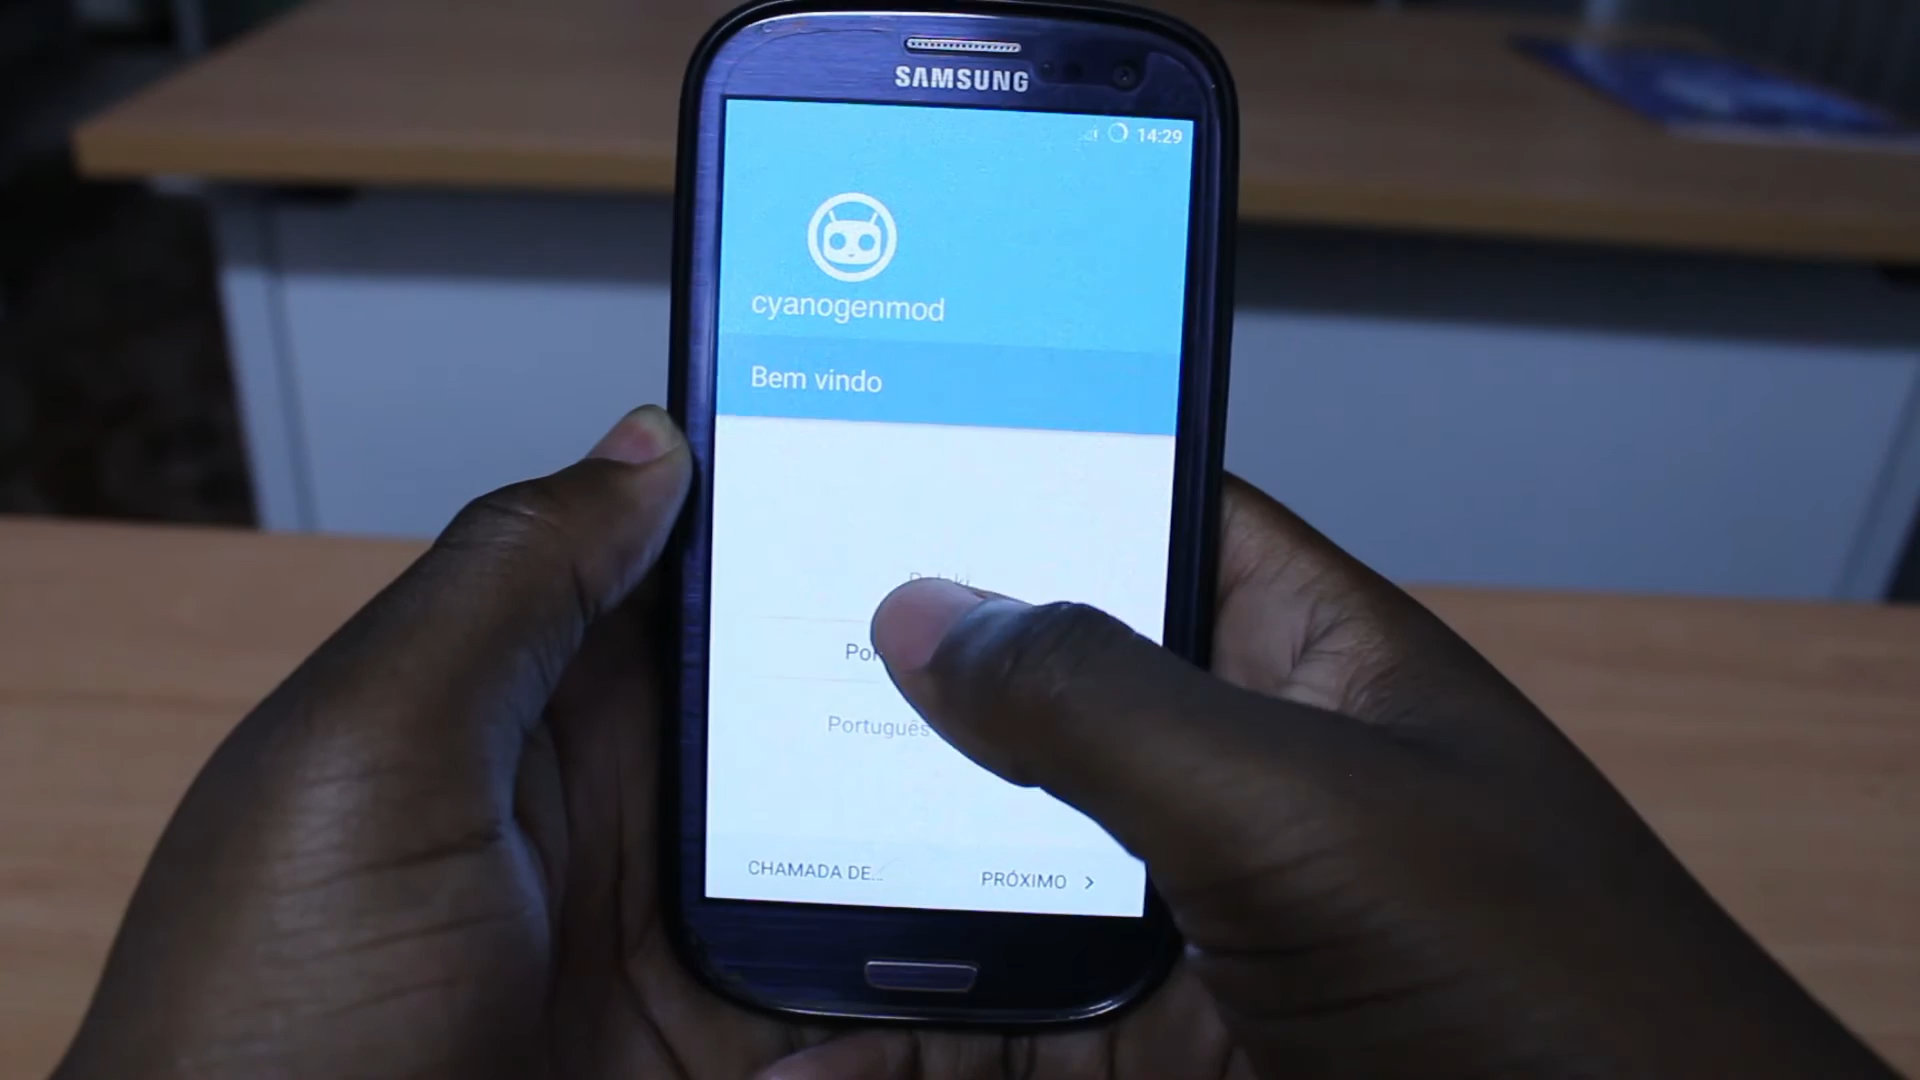 SAMSUNG
14:29
cyanogenmod
Bem vindo
Português
CHAMADA DE...
PRÓXIMO